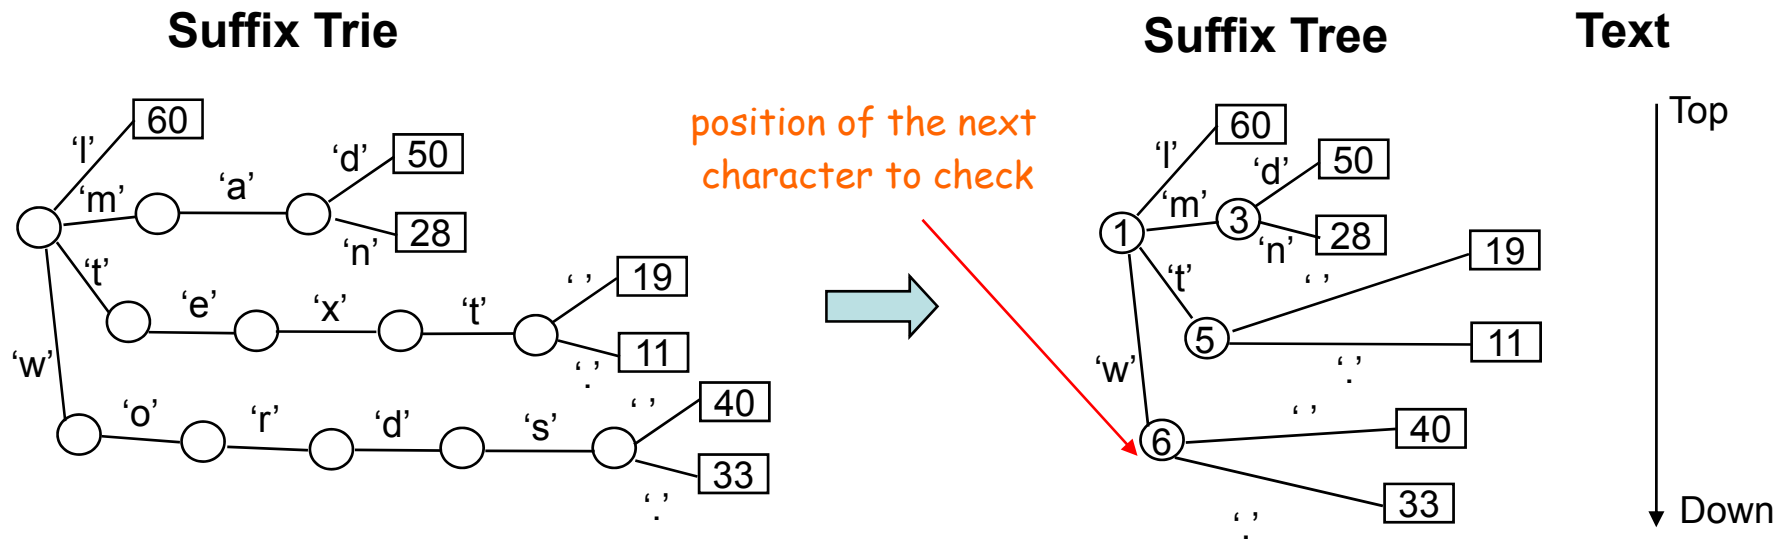 Suffix Trie
Suffix Tree
Text
‘l’
60
‘m’
‘a’
‘d’
50
‘n’
28
‘t’
‘e’
‘x’
‘t’
‘ ’
19
‘.’
11
‘w’
‘o’
‘r’
‘d’
‘s’
‘ ’
40
‘.’
33
position of the next
character to check
1
‘l’
60
‘m’
3
‘d’
50
‘n’
28
‘t’
5
‘ ’
19
‘.’
11
‘w’
6
‘ ’
40
‘.’
33
Top
Down